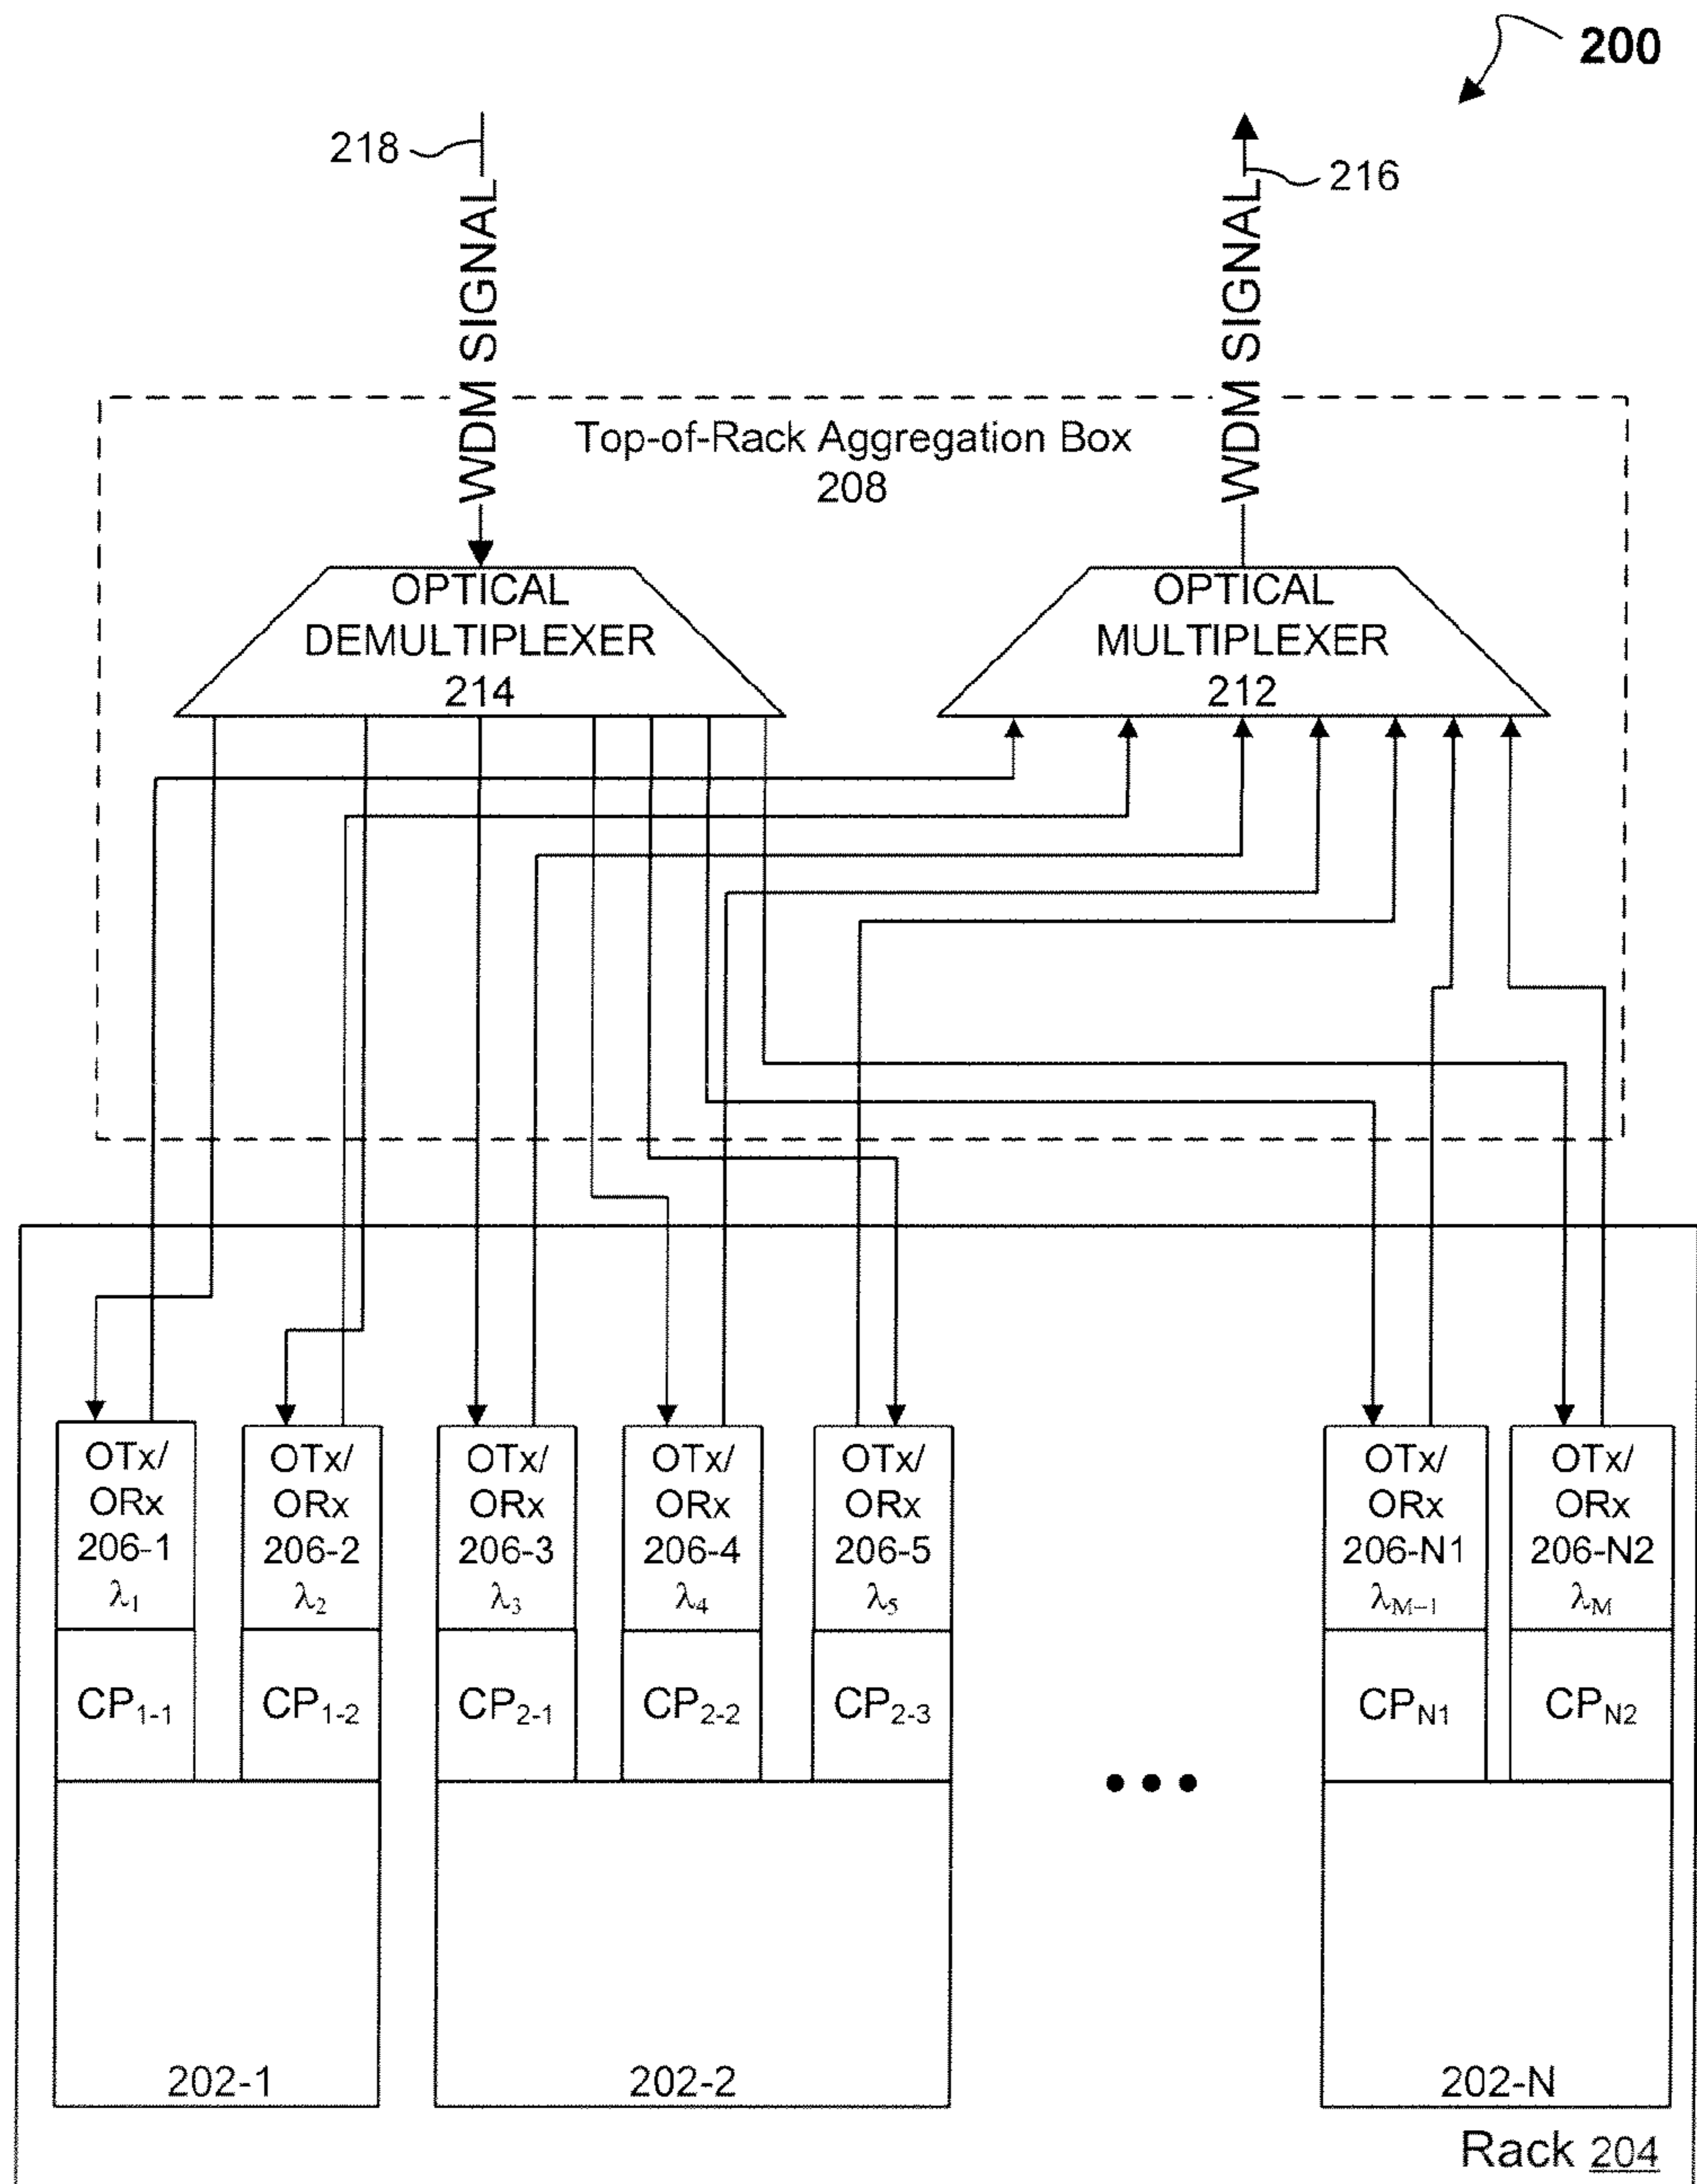 200
218
216
WDM SIGNAL
WDM SIGNAL
Top-of-Rack Aggregation Box
208
OPTICAL
DEMULTIPLEXER
214
OPTICAL
MULTIPLEXER
212
OTx/
ORx
206-1
λ1
OTx/
ORx
206-2
λ2
OTx/
ORx
206-3
λ3
OTx/
ORx
206-4
λ4
OTx/
ORx
206-5
λ5
OTx/
ORx
206-N1
λM–1
OTx/
ORx
206-N2
λM
CP1-1
CP1-2
CP2-1
CP2-2
CP2-3
CPN1
CPN2
202-1
202-2
202-N
Rack 204